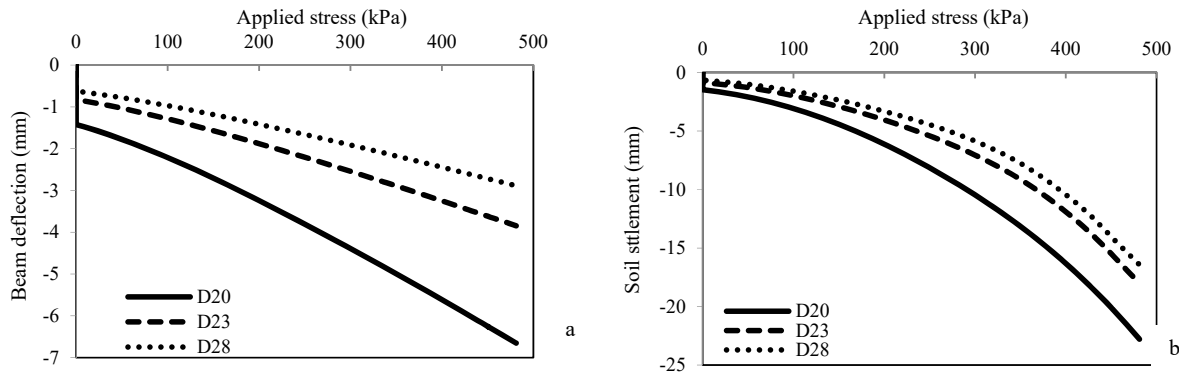 Applied stress (kPa)
0 100 200 300 400 500
0
-1
-2
-3
-4
-5
-6
-7
Beam deflection (mm)
D20
D23
D28
a
Applied stress (kPa)
0 100 200 300 400 500
0
-5
-10
-15
-20
-25
Soil sttlement (mm)
D20
D23
D28
b